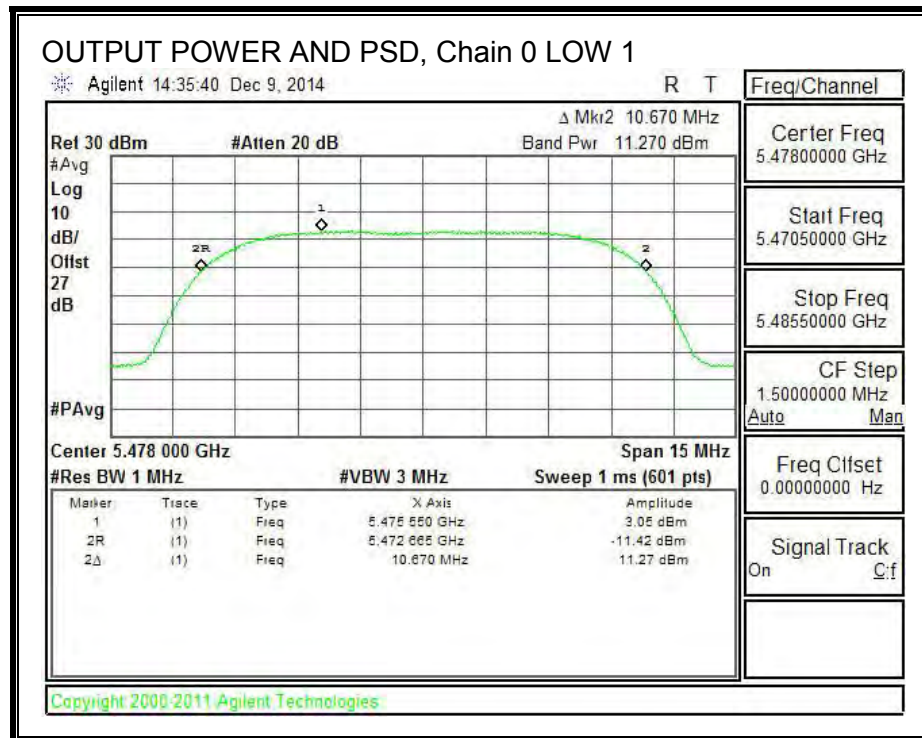 OUTPUT POWER AND PSD, Chain 0 LOW 1
Agilent 14:35:40 Dec 9, 2014 R T
Δ Mkr2 10.670 MHz
Ref 30 dBm #Atten 20 dB Band Pwr 11.270 dBm
#Avg
Log
10
dB/
Offst
27
dB
#PAvg
1
2R
2
Center 5.478 000 GHz Span 15 MHz
#Res BW 1 MHz #VBW 3 MHz Sweep 1 ms (601 pts)
Marker Trace Type X Axis Amplitude
1 (1) Freq 5.475 550 GHz 3.05 dBm
2R (1) Freq 5.472 665 GHz -11.42 dBm
2Δ (1) Freq 10.670 MHz 11.27 dBm
Freq/Channel
Center Freq
5.47800000 GHz
Start Freq
5.47050000 GHz
Stop Freq
5.48550000 GHz
CF Step
1.50000000 MHz
Auto Man
Freq Offset
0.00000000 Hz
Signal Track
On Off
Copyright 2000-2011 Agilent Technologies